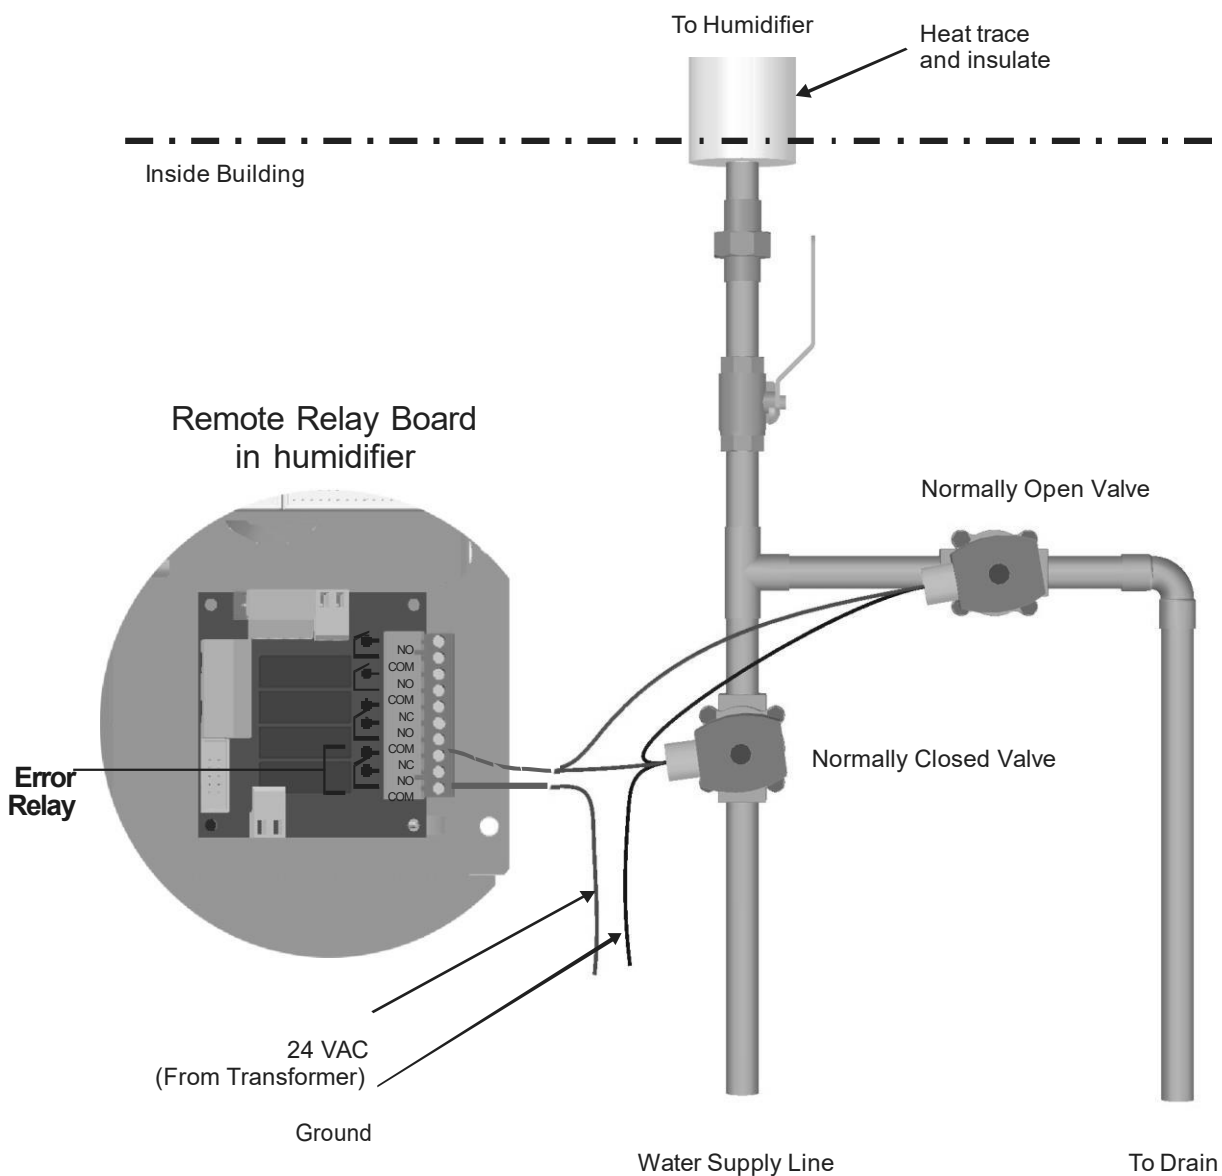 To Humidifier
Heat trace
and insulate
Inside Building
Remote Relay Board
in humidifier
Normally Open Valve
NO
COM
NO
COM
NC
NO
COM
NC
NO
COM
Normally Closed Valve
Error
Relay
24 VAC
(From Transformer)
Ground
Water Supply Line
To Drain